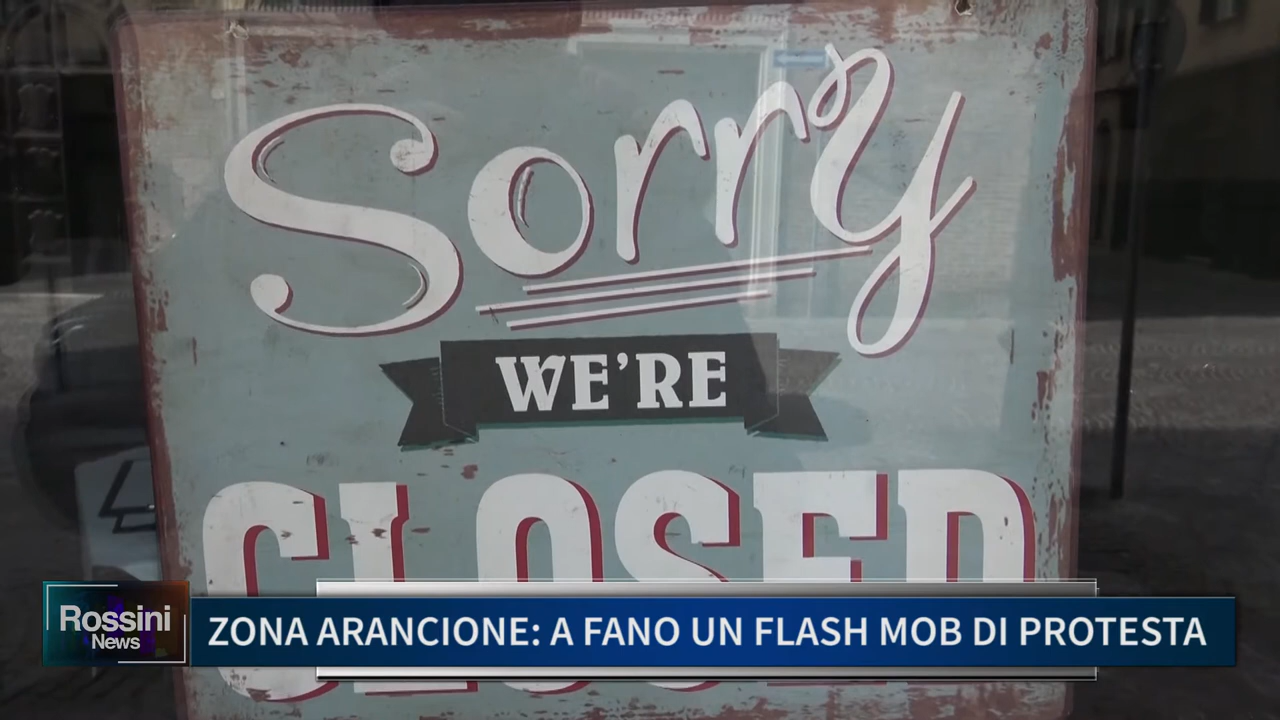 Sorry
WE'RE
CLOSED
Rossini
News
ZONA ARANCIONE: A FANO UN FLASH MOB DI PROTESTA